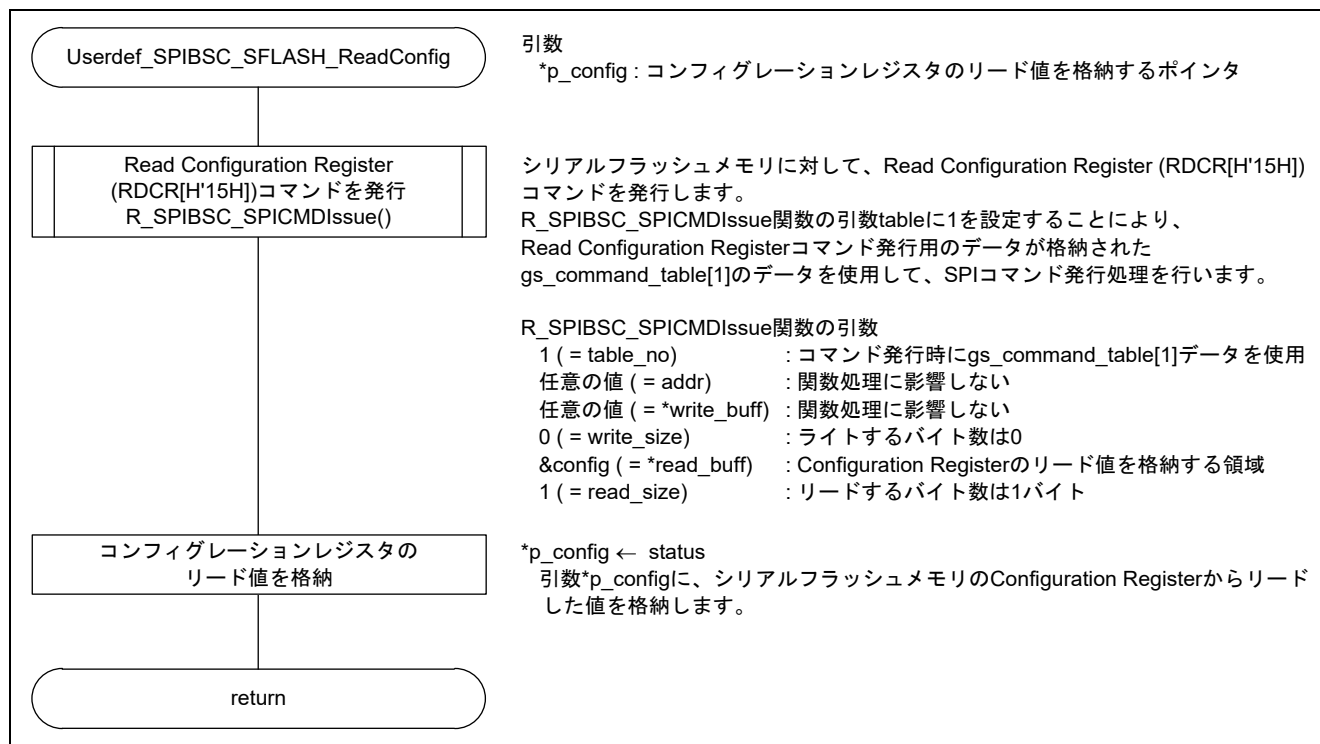 Userdef_SPIBSC_SFLASH_ReadConfig
引数
*p_config : コンフィグレーションレジスタのリード値を格納するポインタ
Read Configuration Register
(RDCR[H'15H])コマンドを発行
R_SPIBSC_SPICMDIssue()
シリアルフラッシュメモリに対して、Read Configuration Register (RDCR[H'15H])
コマンドを発行します。
R_SPIBSC_SPICMDIssue関数の引数tableに1を設定することにより、
Read Configuration Registerコマンド発行用のデータが格納された
gs_command_table[1]のデータを使用して、SPIコマンド発行処理を行います。
R_SPIBSC_SPICMDIssue関数の引数
1 ( = table_no) : コマンド発行時にgs_command_table[1]データを使用
任意の値 ( = addr) : 関数処理に影響しない
任意の値 ( = *write_buff) : 関数処理に影響しない
0 ( = write_size) : ライトするバイト数は0
&config ( = *read_buff) : Configuration Registerのリード値を格納する領域
1 ( = read_size) : リードするバイト数は1バイト
コンフィグレーションレジスタの
リード値を格納
*p_config ← status
引数*p_configに、シリアルフラッシュメモリのConfiguration Registerからリード
した値を格納します。
return